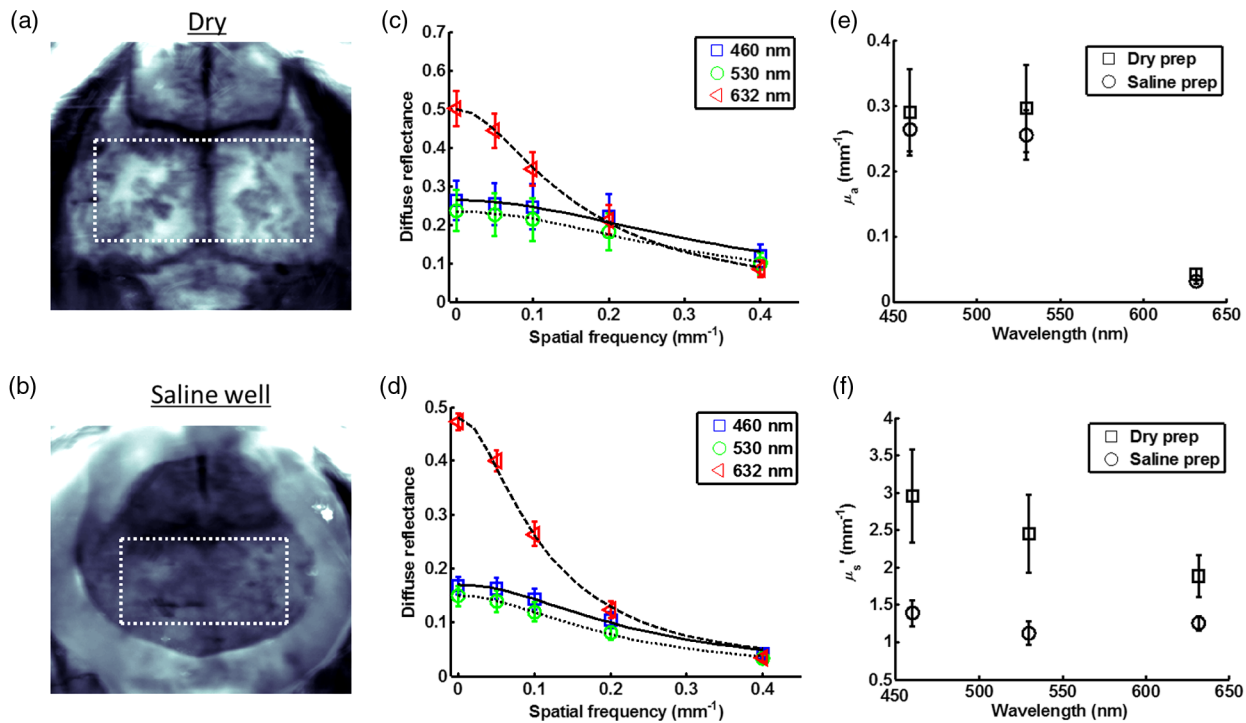 (a)
Dry
(c)
Diffuse reflectance
0.7
0.6
0.5
0.4
0.3
0.2
0.1
0
0
0.1
0.2
0.3
0.4
Spatial frequency (mm⁻¹)
460 nm
530 nm
632 nm
(e)
μa (mm⁻¹)
0.4
0.3
0.2
0.1
0
450
500
550
600
650
Wavelength (nm)
Dry prep
Saline prep
(b)
Saline well
(d)
Diffuse reflectance
0.5
0.4
0.3
0.2
0.1
0
0
0.1
0.2
0.3
0.4
Spatial frequency (mm⁻¹)
460 nm
530 nm
632 nm
(f)
μs' (mm⁻¹)
4
3.5
3
2.5
2
1.5
1
0.5
450
500
550
600
650
Wavelength (nm)
Dry prep
Saline prep